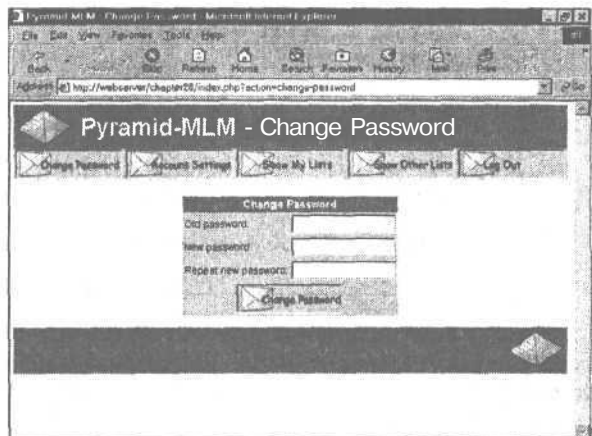 Pyramid MLM - Change Password - Microsoft Internet Explorer
File Edit View Favorites Tools Help
Back Stop Refresh Home Search Favorites History Mail Print
Address http://webserver/chapter28/index.php?action=change-password Go
Pyramid-MLM - Change Password
Change Password Account Settings Show My Lists Show Other Lists Log Out
Change Password
Old password:
New password:
Repeat new password:
Change Password